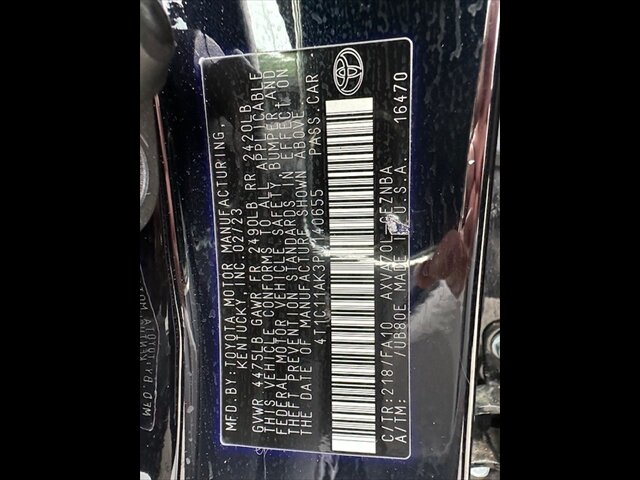 MFD. BY: TOYOTA MOTOR MANUFACTURING,
KENTUCKY, INC. 02/23
GVWR 4475LB GAWR FR 2490LB RR 2420LB
THIS VEHICLE CONFORMS TO ALL APPLICABLE
FEDERAL MOTOR VEHICLE SAFETY, BUMPER, AND
THEFT PREVENTION STANDARDS IN EFFECT ON
THE DATE OF MANUFACTURE SHOWN ABOVE.
PASS. CAR
C/TR: 218/FA10
A/TM: /UB80E MADE IN U.S.A. 16470